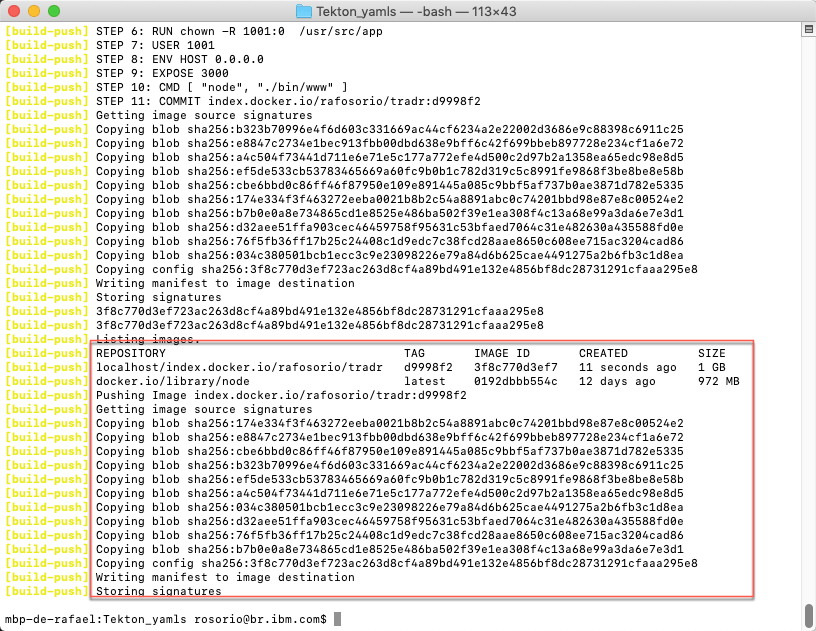 Tekton_yamls — -bash — 113×43
[build-push] STEP 6: RUN chown -R 1001:0  /usr/src/app
[build-push] STEP 7: USER 1001
[build-push] STEP 8: ENV HOST 0.0.0.0
[build-push] STEP 9: EXPOSE 3000
[build-push] STEP 10: CMD [ "node", "./bin/www" ]
[build-push] STEP 11: COMMIT index.docker.io/rafosorio/tradr:d9998f2
[build-push] Getting image source signatures
[build-push] Copying blob sha256:b323b70996e4f6d603c331669ac44cf6234a2e22002d3686e9c88398c6911c25
[build-push] Copying blob sha256:e8847c2734e1bec913fbb00dbd638e9bff6c42f699bbeb897728e234cf1a6e72
[build-push] Copying blob sha256:a4c504f73441d711e6e71e5c177a772efe4d500c2d97b2a1358ea65edc98e8d5
[build-push] Copying blob sha256:ef5de533cb53783465669a60fc9b0b1c782d319c5c8991fe9868f3be8be8e58b
[build-push] Copying blob sha256:cbe6bbd0c86ff46f87950e109e891445a085c9bbf5af737b0ae3871d782e5335
[build-push] Copying blob sha256:174e334f3f463272eeba0021b8b2c54a8891abc0c74201bbd98e87e8c00524e2
[build-push] Copying blob sha256:b7b0e0a8e734865cd1e8525e486ba502f39e1ea308f4c13a68e99a3da6e7e3d1
[build-push] Copying blob sha256:d32aee51ffa903cec46459758f95631c53bfaed7064c31e482630a435588fd0e
[build-push] Copying blob sha256:76f5fb36ff17b25c24408c1d9edc7c38fcd28aae8650c608ee715ac3204cad86
[build-push] Copying blob sha256:034c380501bcb1ecc3c9e23098226e79a84d6b625cae4491275a2b6fb3c1d8ea
[build-push] Copying config sha256:3f8c770d3ef723ac263d8cf4a89bd491e132e4856bf8dc28731291cfaaa295e8
[build-push] Writing manifest to image destination
[build-push] Storing signatures
[build-push] 3f8c770d3ef723ac263d8cf4a89bd491e132e4856bf8dc28731291cfaaa295e8
[build-push] 3f8c770d3ef723ac263d8cf4a89bd491e132e4856bf8dc28731291cfaaa295e8
[build-push] Listing images.
[build-push] REPOSITORY                                  TAG       IMAGE ID       CREATED          SIZE
[build-push] localhost/index.docker.io/rafosorio/tradr   d9998f2   3f8c770d3ef7   11 seconds ago   1 GB
[build-push] docker.io/library/node                      latest    0192dbbb554c   12 days ago      972 MB
[build-push] Pushing Image index.docker.io/rafosorio/tradr:d9998f2
[build-push] Getting image source signatures
[build-push] Copying blob sha256:174e334f3f463272eeba0021b8b2c54a8891abc0c74201bbd98e87e8c00524e2
[build-push] Copying blob sha256:e8847c2734e1bec913fbb00dbd638e9bff6c42f699bbeb897728e234cf1a6e72
[build-push] Copying blob sha256:cbe6bbd0c86ff46f87950e109e891445a085c9bbf5af737b0ae3871d782e5335
[build-push] Copying blob sha256:b323b70996e4f6d603c331669ac44cf6234a2e22002d3686e9c88398c6911c25
[build-push] Copying blob sha256:ef5de533cb53783465669a60fc9b0b1c782d319c5c8991fe9868f3be8be8e58b
[build-push] Copying blob sha256:a4c504f73441d711e6e71e5c177a772efe4d500c2d97b2a1358ea65edc98e8d5
[build-push] Copying blob sha256:034c380501bcb1ecc3c9e23098226e79a84d6b625cae4491275a2b6fb3c1d8ea
[build-push] Copying blob sha256:d32aee51ffa903cec46459758f95631c53bfaed7064c31e482630a435588fd0e
[build-push] Copying blob sha256:76f5fb36ff17b25c24408c1d9edc7c38fcd28aae8650c608ee715ac3204cad86
[build-push] Copying blob sha256:b7b0e0a8e734865cd1e8525e486ba502f39e1ea308f4c13a68e99a3da6e7e3d1
[build-push] Copying config sha256:3f8c770d3ef723ac263d8cf4a89bd491e132e4856bf8dc28731291cfaaa295e8
[build-push] Writing manifest to image destination
[build-push] Storing signatures
mbp-de-rafael:Tekton_yamls rosorio@br.ibm.com$